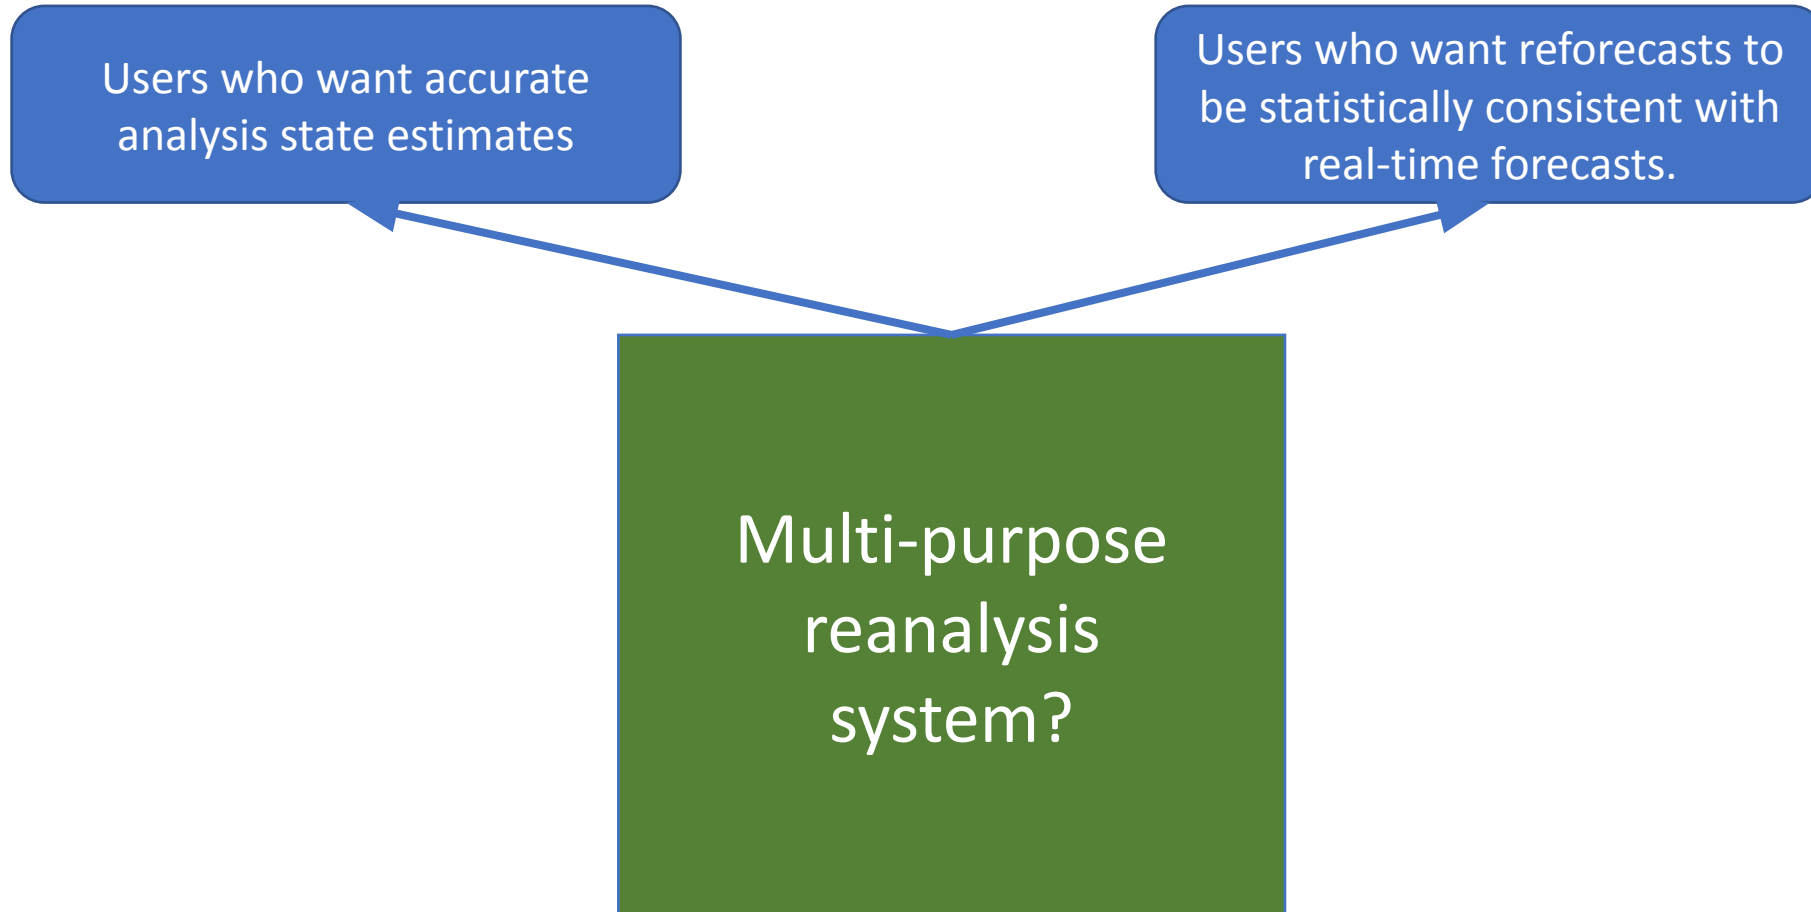 Users who want accurate
analysis state estimates
Users who want reforecasts to
be statistically consistent with
real-time forecasts.
Multi-purpose
reanalysis
system?